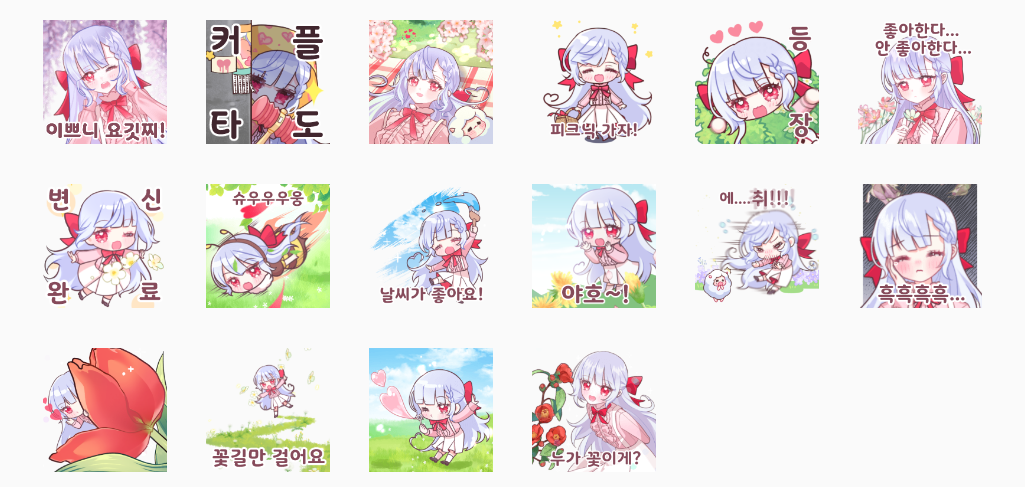 이쁘니 요깃찌!
커플
타도
피크닉 가자!
등
장
좋아한다...
안 좋아한다...
변신
완료
슈우우우웅
날씨가 좋아요!
야호~!
에....취!!!
흑흑흑흑...
꽃길만 걸어요
누가 꽃이게?